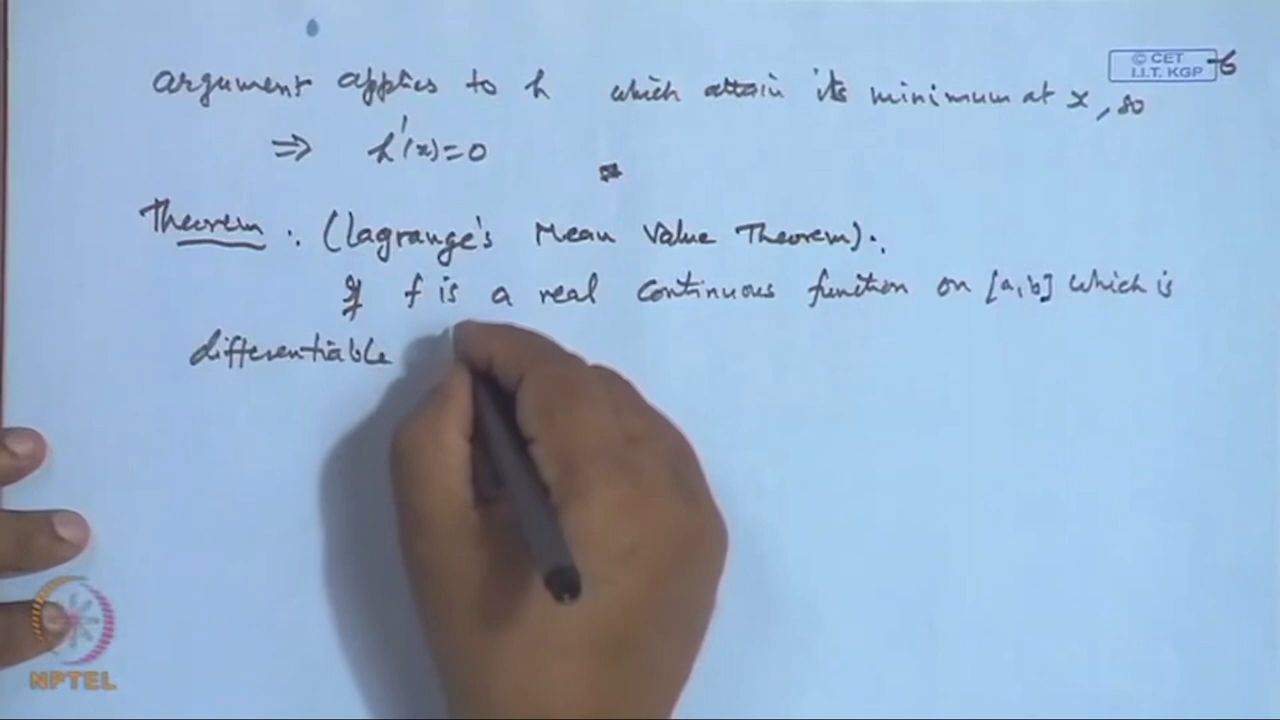 © CET
I.I.T. KGP -6
argument applies to h which attain its minimum at x, so
⇒ h'(x)=0
Theorem : (Lagrange's Mean Value Theorem):
If f is a real continuous function on [a,b] which is
differentiable
NPTEL